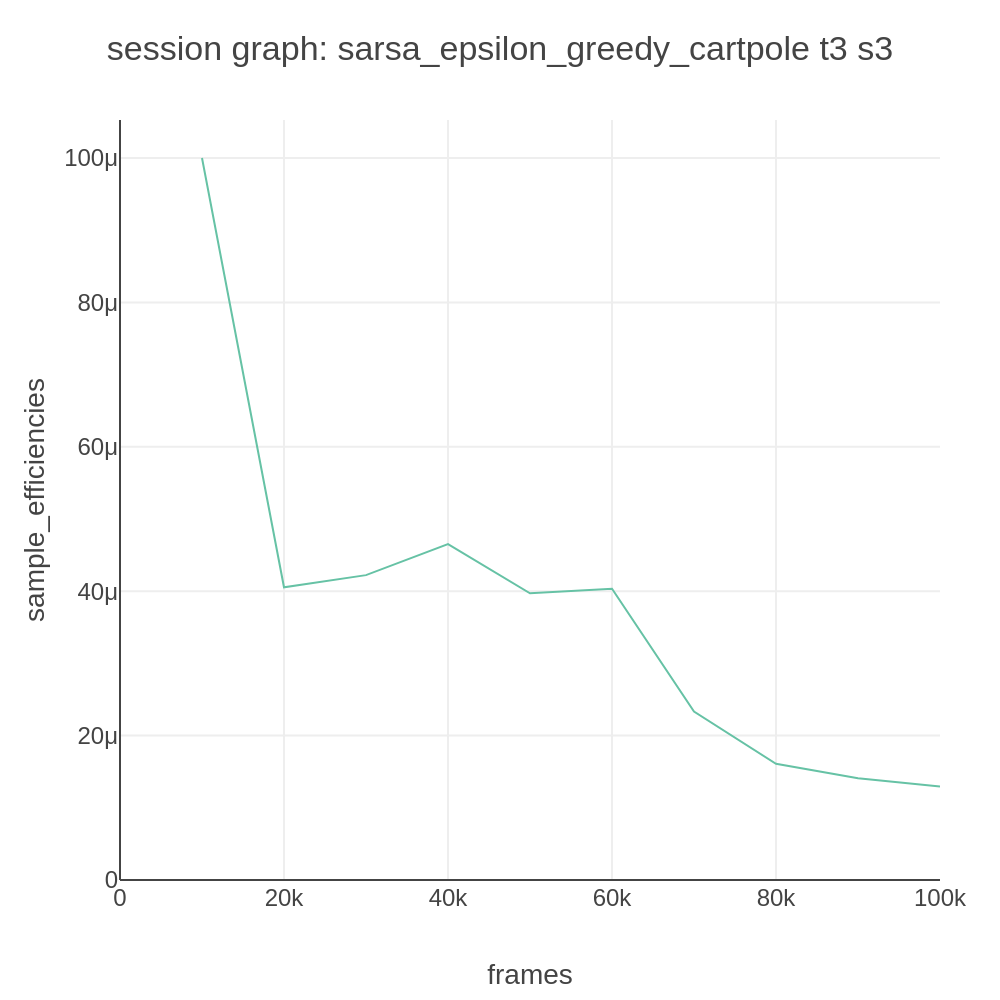 session graph: sarsa_epsilon_greedy_cartpole t3 s3
100μ
80μ
60μ
40μ
20μ
0
sample_efficiencies
0
20k
40k
60k
80k
100k
frames